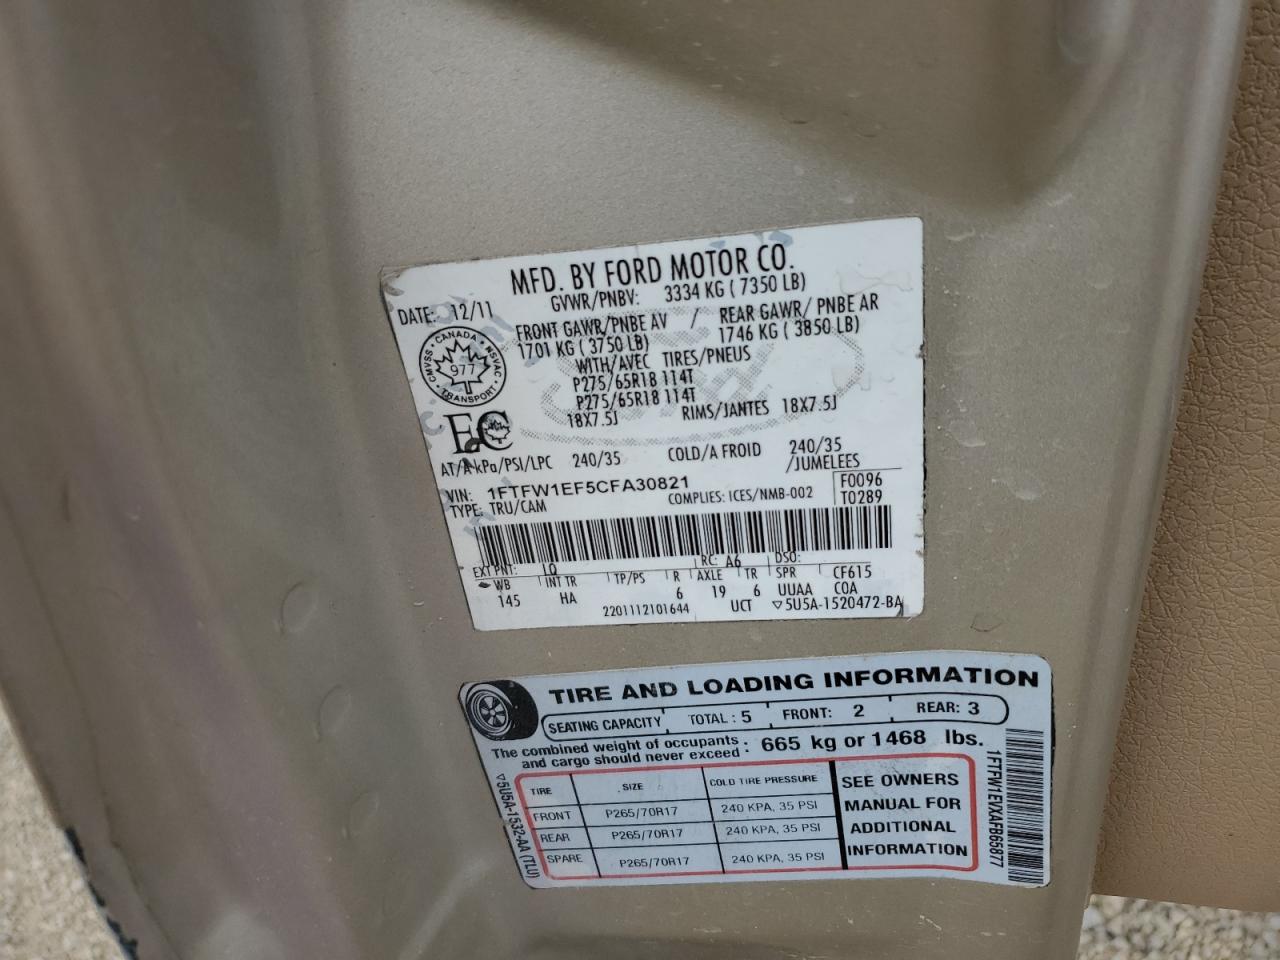 MFD. BY FORD MOTOR CO.
DATE: 12/11
GVWR/PNBV: 3334 KG ( 7350 LB)
FRONT GAWR/PNBE AV / REAR GAWR/ PNBE AR
1701 KG ( 3750 LB) 1746 KG ( 3850 LB)
WITH/AVEC TIRES/PNEUS
P275/65R18 114T
P275/65R18 114T
18X7.5J RIMS/JANTES 18X7.5J
CMVSS · CANADA · NSVAC
977
TRANSPORT
EC
AT/A kPa/PSI/LPC 240/35 COLD/A FROID 240/35
/JUMELEES
VIN: 1FTFW1EF5CFA30821
TYPE: TRU/CAM COMPLIES: ICES/NMB-002
F0096
T0289
EXT PNT: LQ RC: A6 DSO:
WB INT TR TP/PS R AXLE TR SPR CF615
145 HA 6 19 6 UUAA COA
2201112101644 UCT ▽5U5A-1520472-BA
TIRE AND LOADING INFORMATION
SEATING CAPACITY TOTAL : 5 FRONT: 2 REAR: 3
The combined weight of occupants and cargo should never exceed : 665 kg or 1468 lbs.
TIRE SIZE COLD TIRE PRESSURE
FRONT P265/70R17 240 KPA, 35 PSI
REAR P265/70R17 240 KPA, 35 PSI
SPARE P265/70R17 240 KPA, 35 PSI
SEE OWNERS
MANUAL FOR
ADDITIONAL
INFORMATION
▽5U5A-1532-AA (TLU)
1FTFW1EVXAFB65877